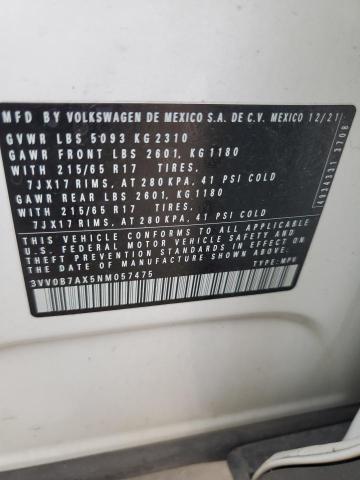 MFD BY VOLKSWAGEN DE MEXICO S.A. DE C.V. MEXICO 12/21
GVWR LBS 5093 KG 2310
GAWR FRONT LBS 2601, KG 1180
WITH 215/65 R17 TIRES,
7JX17 RIMS, AT 280 KPA, 41 PSI COLD
GAWR REAR LBS 2601, KG 1180
WITH 215/65 R17 TIRES,
7JX17 RIMS, AT 280 KPA, 41 PSI COLD
THIS VEHICLE CONFORMS TO ALL APPLICABLE
U.S. FEDERAL MOTOR VEHICLE SAFETY AND
THEFT PREVENTION STANDARDS IN EFFECT ON THE
DATE OF MANUFACTURE SHOWN ABOVE.
3VV0B7AX5NM057475 TYPE: MPV